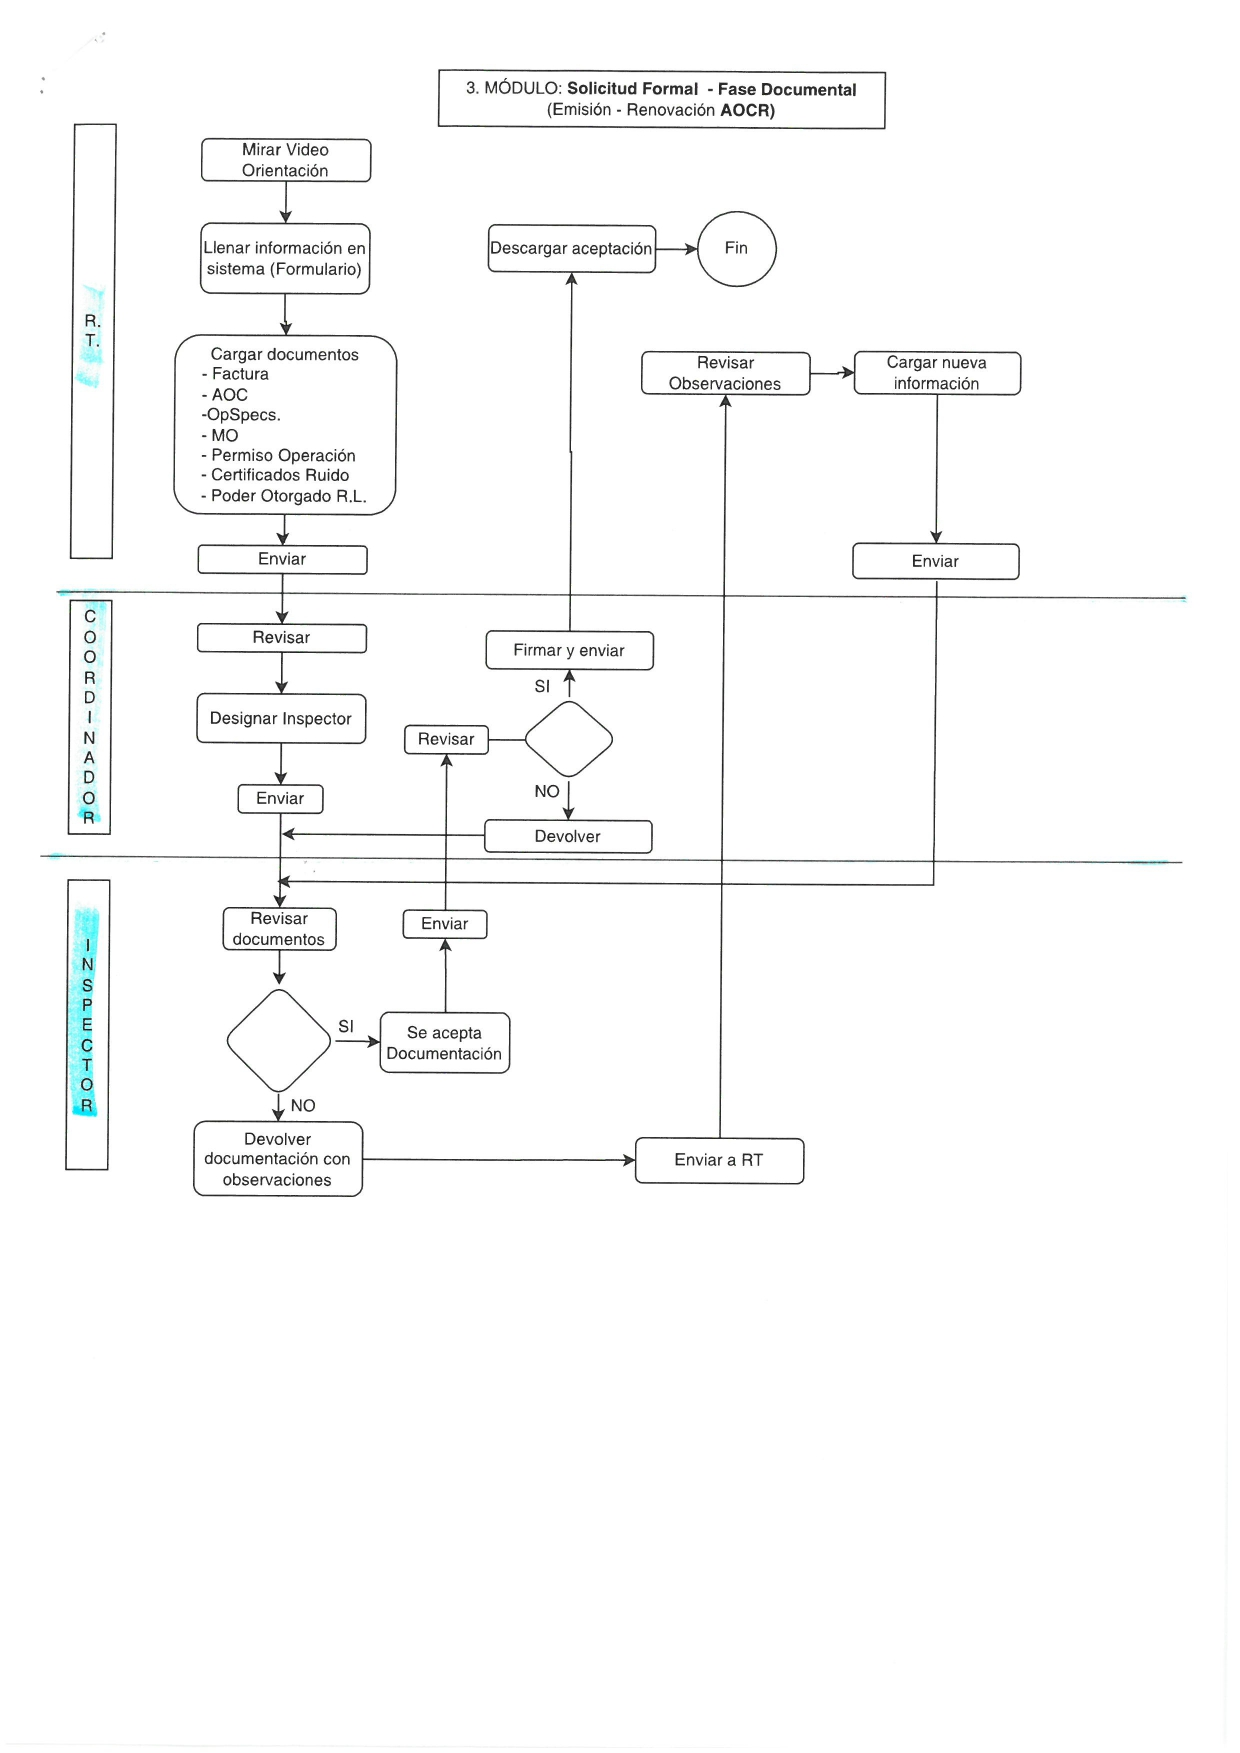 3. MÓDULO: Solicitud Formal - Fase Documental
(Emisión - Renovación AOCR)
R.
T.
Mirar Video
Orientación
Llenar información en
sistema (Formulario)
Cargar documentos
- Factura
- AOC
-OpSpecs.
- MO
- Permiso Operación
- Certificados Ruido
- Poder Otorgado R.L.
Enviar
Descargar aceptación
Fin
Revisar
Observaciones
Cargar nueva
información
Enviar
C
O
O
R
D
I
N
A
D
O
R
Revisar
Designar Inspector
Enviar
Revisar
Firmar y enviar
SI
NO
Devolver
I
N
S
P
E
C
T
O
R
Revisar
documentos
Enviar
SI
Se acepta
Documentación
NO
Devolver
documentación con
observaciones
Enviar a RT